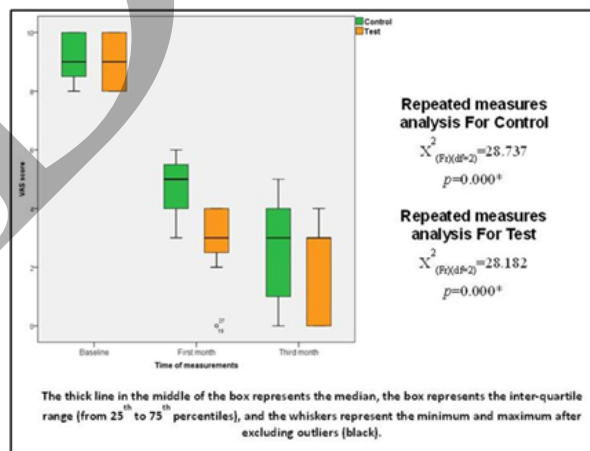 Control
Test
10
8
6
4
2
0
VAS score
27
19
Baseline
First month
Third month
Time of measurements
Repeated measures
analysis For Control
X²(Fr)(df=2)=28.737
p=0.000*
Repeated measures
analysis For Test
X²(Fr)(df=2)=28.182
p=0.000*
The thick line in the middle of the box represents the median, the box represents the inter-quartile
range (from 25th to 75th percentiles), and the whiskers represent the minimum and maximum after
excluding outliers (black).